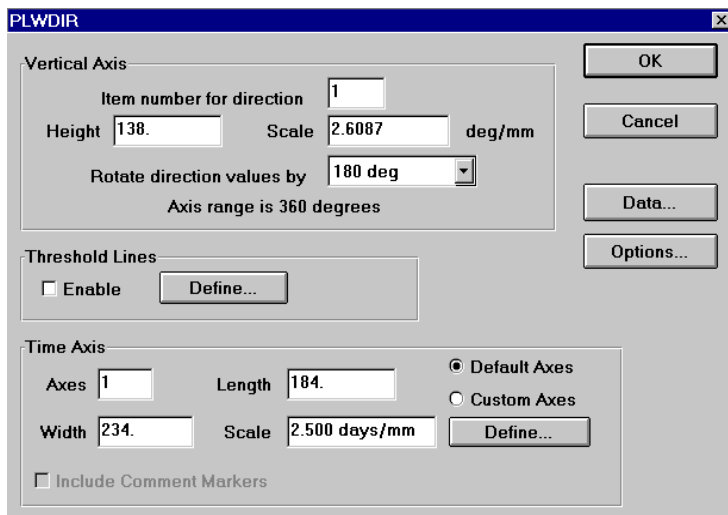 PLWDIR
Vertical Axis
Item number for direction 1
Height 138. Scale 2.6087 deg/mm
Rotate direction values by 180 deg
Axis range is 360 degrees
OK
Cancel
Data...
Options...
Threshold Lines
Enable Define...
Time Axis
Axes 1 Length 184. Default Axes
Custom Axes
Width 234. Scale 2.500 days/mm Define...
Include Comment Markers